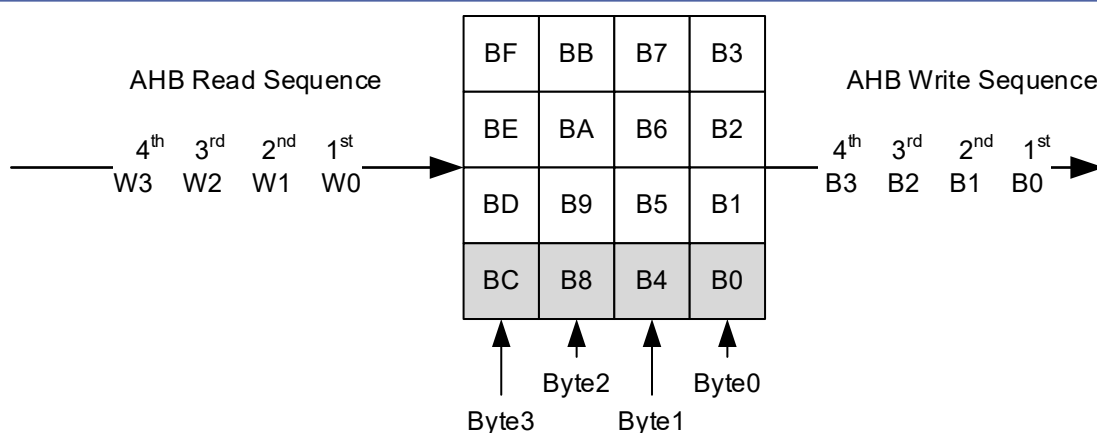 BF BB B7 B3
AHB Read Sequence
AHB Write Sequence
BE BA B6 B2
4th 3rd 2nd 1st
W3 W2 W1 W0
4th 3rd 2nd 1st
B3 B2 B1 B0
BD B9 B5 B1
BC B8 B4 B0
Byte2 Byte0
Byte3 Byte1